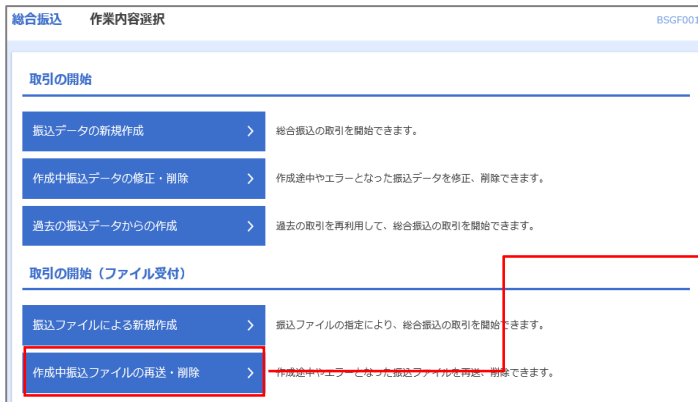 総合振込 作業内容選択 BSGF001
取引の開始
振込データの新規作成 総合振込の取引を開始できます。
作成中振込データの修正・削除 作成途中やエラーとなった振込データを修正、削除できます。
過去の振込データからの作成 過去の取引を再利用して、総合振込の取引を開始できます。
取引の開始（ファイル受付）
振込ファイルによる新規作成 振込ファイルの指定により、総合振込の取引を開始できます。
作成中振込ファイルの再送・削除 作成途中やエラーとなった振込ファイルを再送、削除できます。